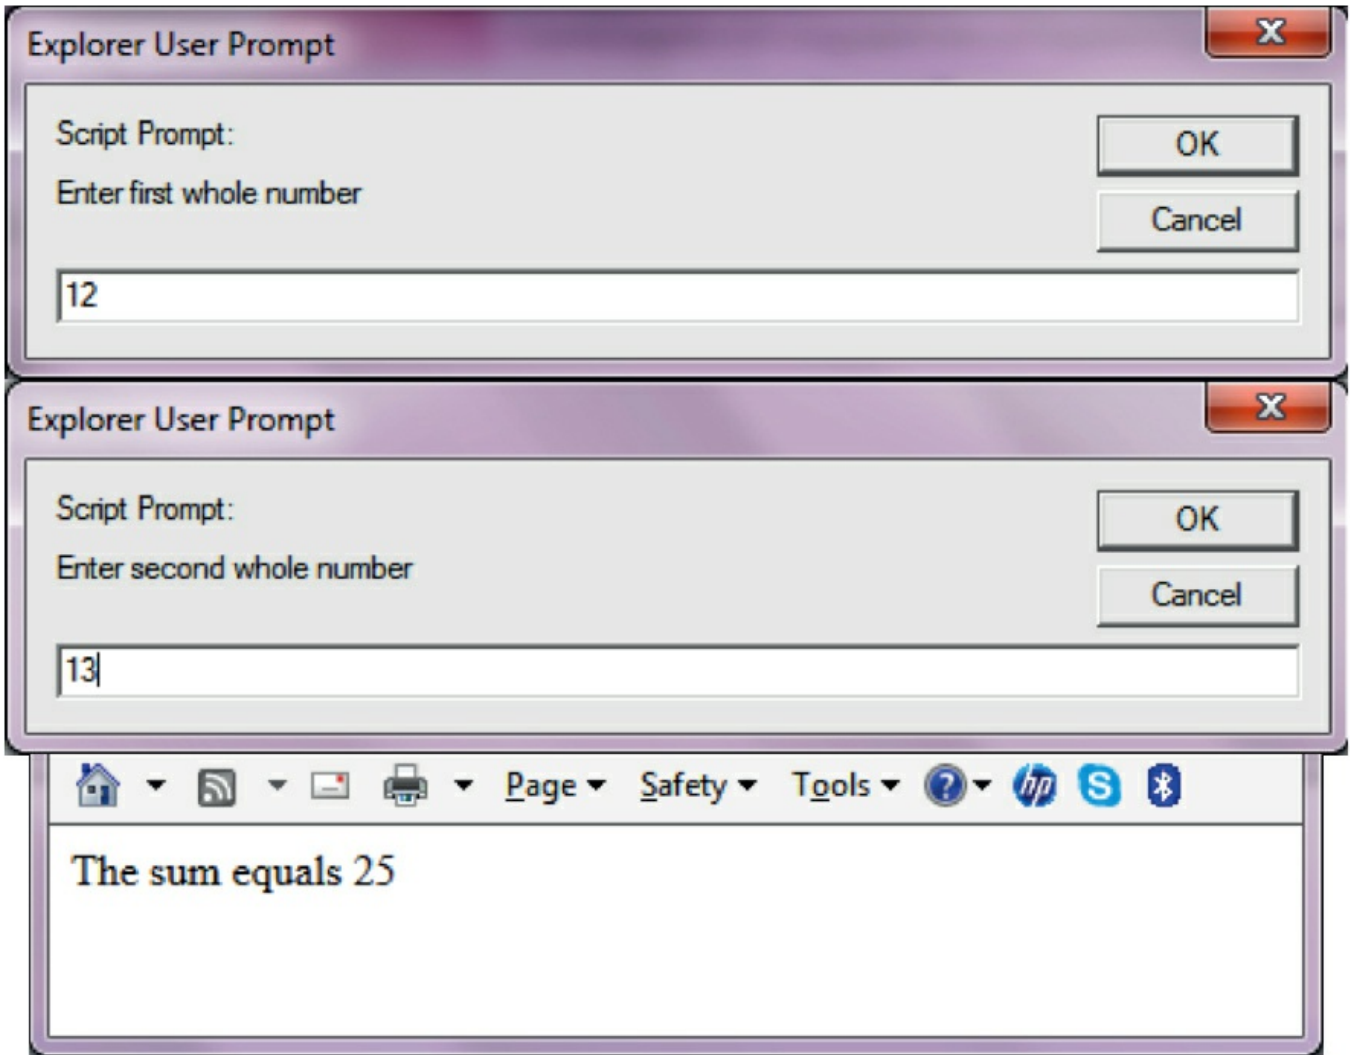 Explorer User Prompt
X
Script Prompt:
OK
Enter first whole number
Cancel
12
Explorer User Prompt
X
Script Prompt:
OK
Enter second whole number
Cancel
13
Page Safety Tools ? hp S
The sum equals 25